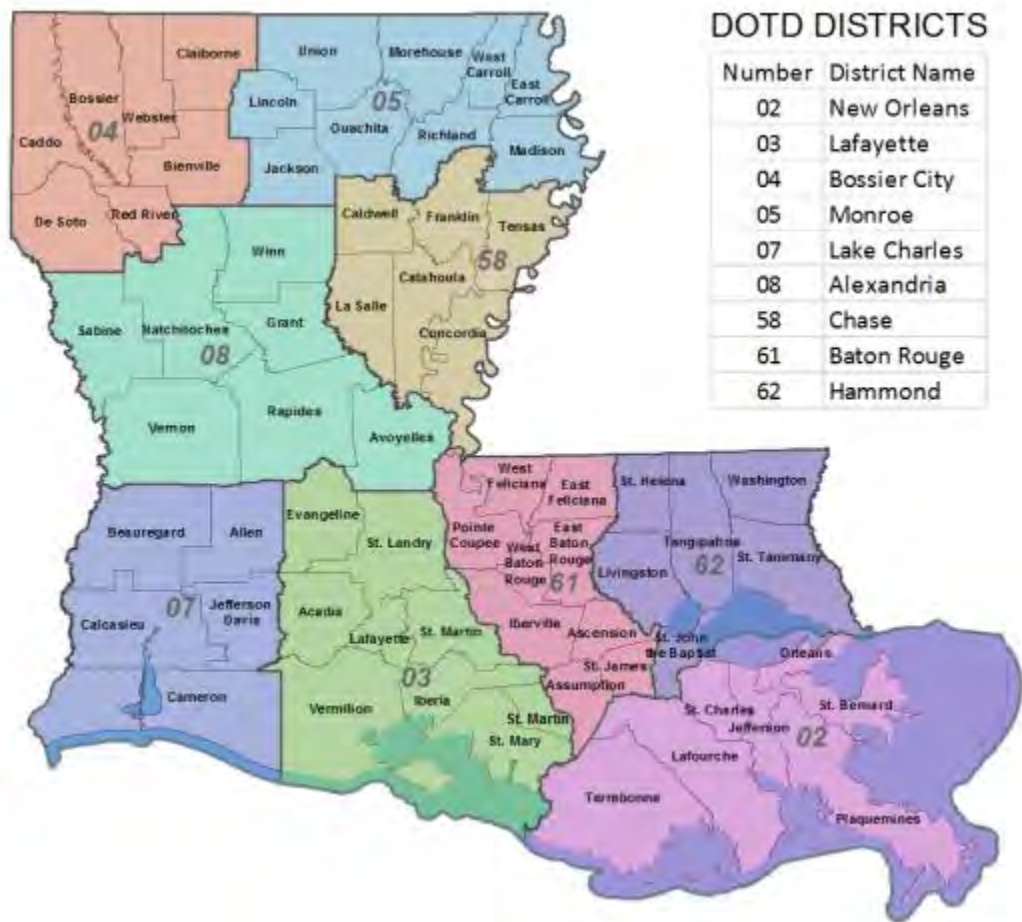 DOTD DISTRICTS
Number District Name
02 New Orleans
03 Lafayette
04 Bossier City
05 Monroe
07 Lake Charles
08 Alexandria
58 Chase
61 Baton Rouge
62 Hammond
Claiborne
Bossier
Webster
04
Caddo
Bienville
De Soto
Red River
Union
Morehouse
West
Carroll
East
Carroll
Lincoln
05
Ouachita
Richland
Madison
Jackson
Caldwell
Franklin
Tensas
58
Catahoula
La Salle
Concordia
Winn
Sabine
Natchitoches
Grant
08
Rapides
Vernon
Avoyelles
Beauregard
Allen
07
Jefferson
Davis
Calcasieu
Cameron
Evangeline
St. Landry
Acadia
Lafayette
St. Martin
03
Iberia
Vermilion
St. Martin
St. Mary
West
Feliciana
East
Feliciana
Pointe
Coupee
East
Baton
Rouge
West
Baton
Rouge
61
Iberville
Ascension
St. James
Assumption
St. Helena
Washington
Tangipahoa
St. Tammany
62
Livingston
St. John
the Baptist
Orleans
St. Charles
St. Bernard
Jefferson
02
Lafourche
Terrebonne
Plaquemines